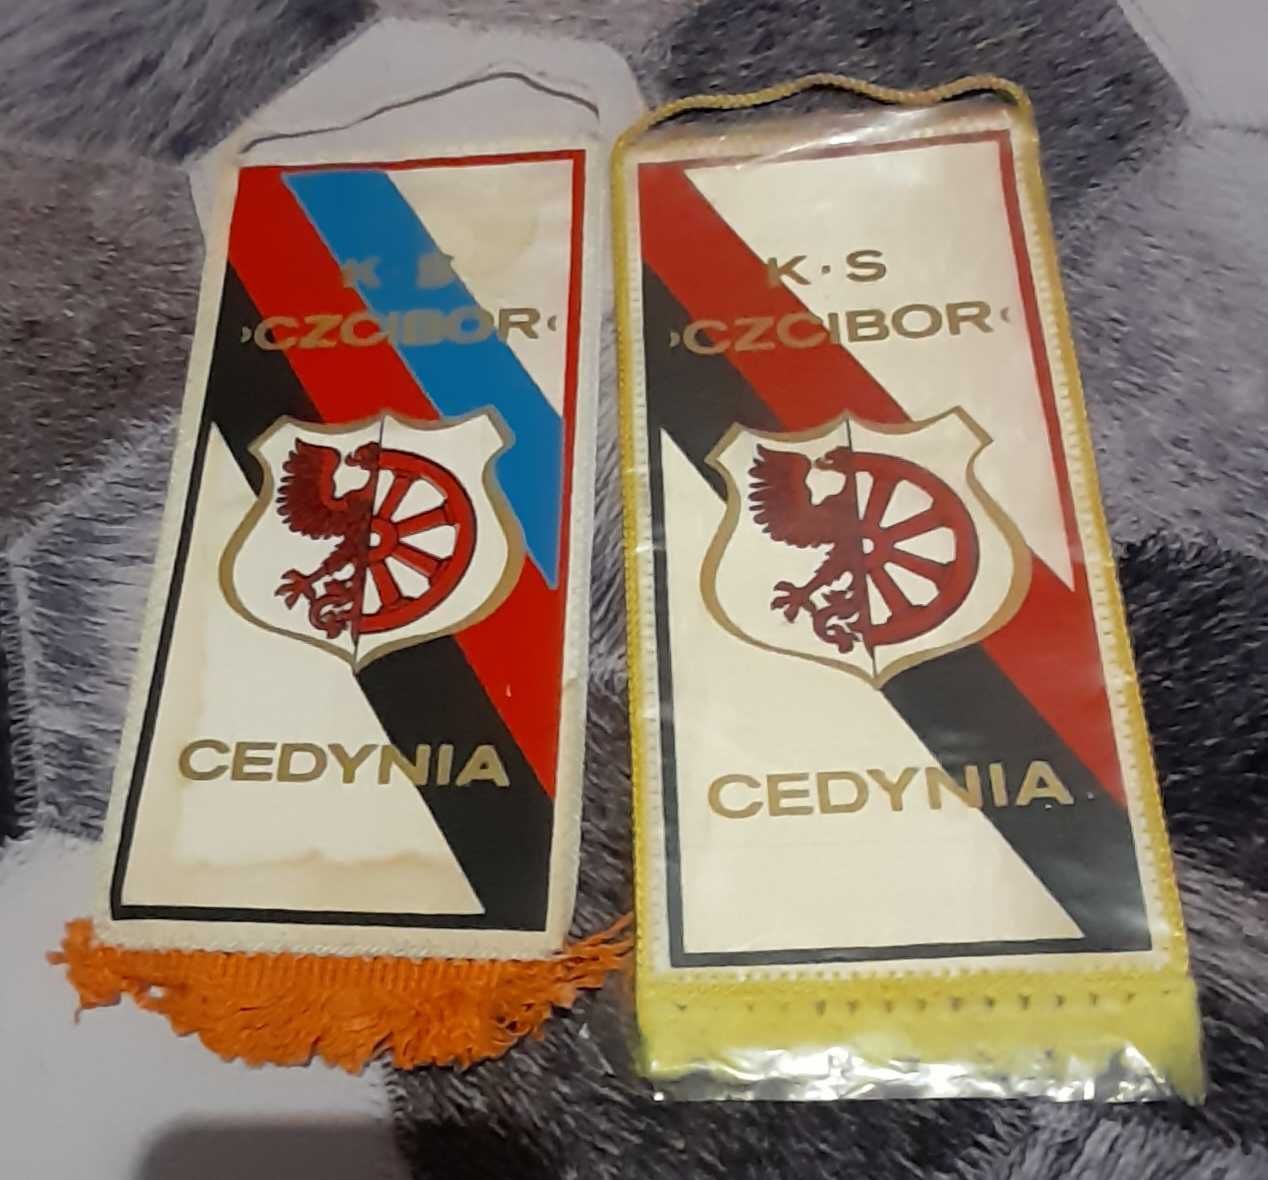 K S
›CZCIBOR‹
CEDYNIA
K·S
›CZCIBOR‹
CEDYNIA